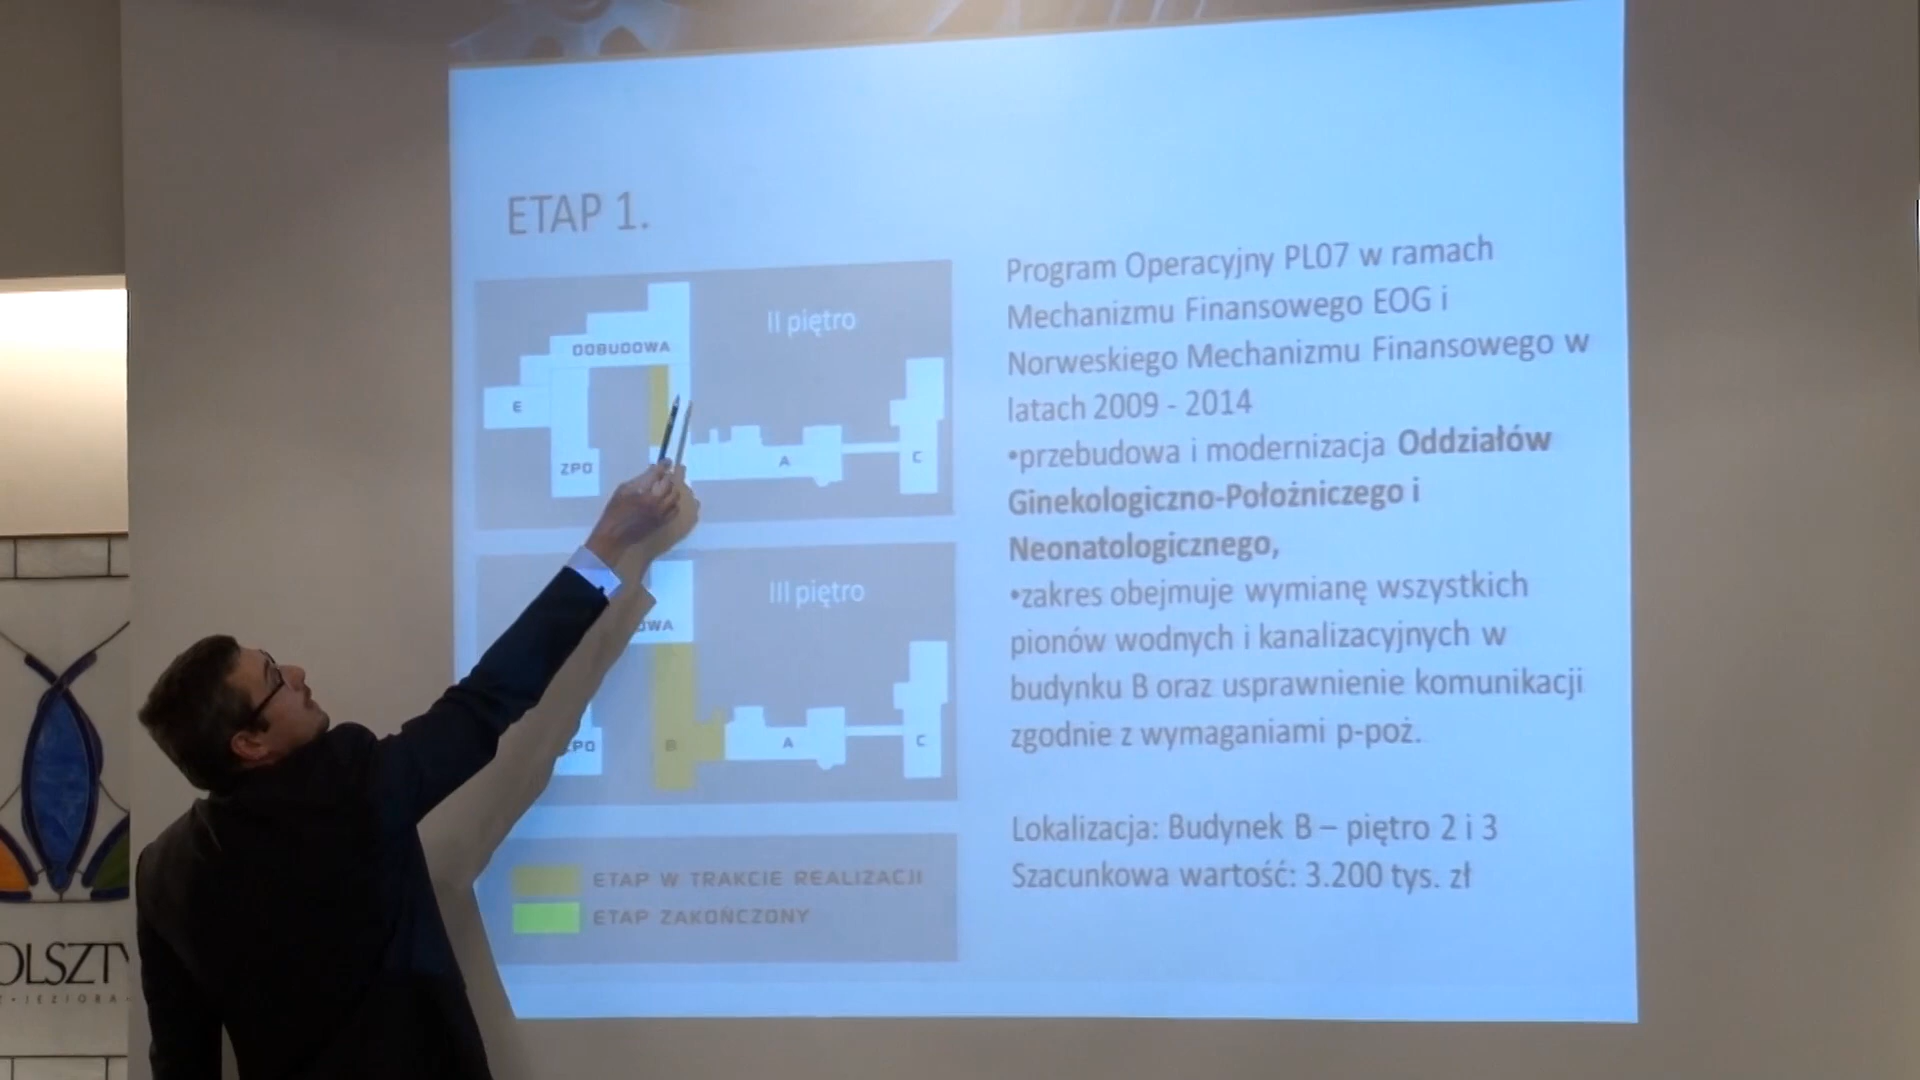 ETAP 1.
II piętro
DOBUDOWA
E
ZPO
A
C
III piętro
B
A
C
ETAP W TRAKCIE REALIZACJI
ETAP ZAKOŃCZONY
Program Operacyjny PL07 w ramach
Mechanizmu Finansowego EOG i
Norweskiego Mechanizmu Finansowego w
latach 2009 - 2014
•przebudowa i modernizacja Oddziałów
Ginekologiczno-Położniczego i
Neonatologicznego,
•zakres obejmuje wymianę wszystkich
pionów wodnych i kanalizacyjnych w
budynku B oraz usprawnienie komunikacji
zgodnie z wymaganiami p-poż.
Lokalizacja: Budynek B – piętro 2 i 3
Szacunkowa wartość: 3.200 tys. zł
OLSZTY
JEZIORA